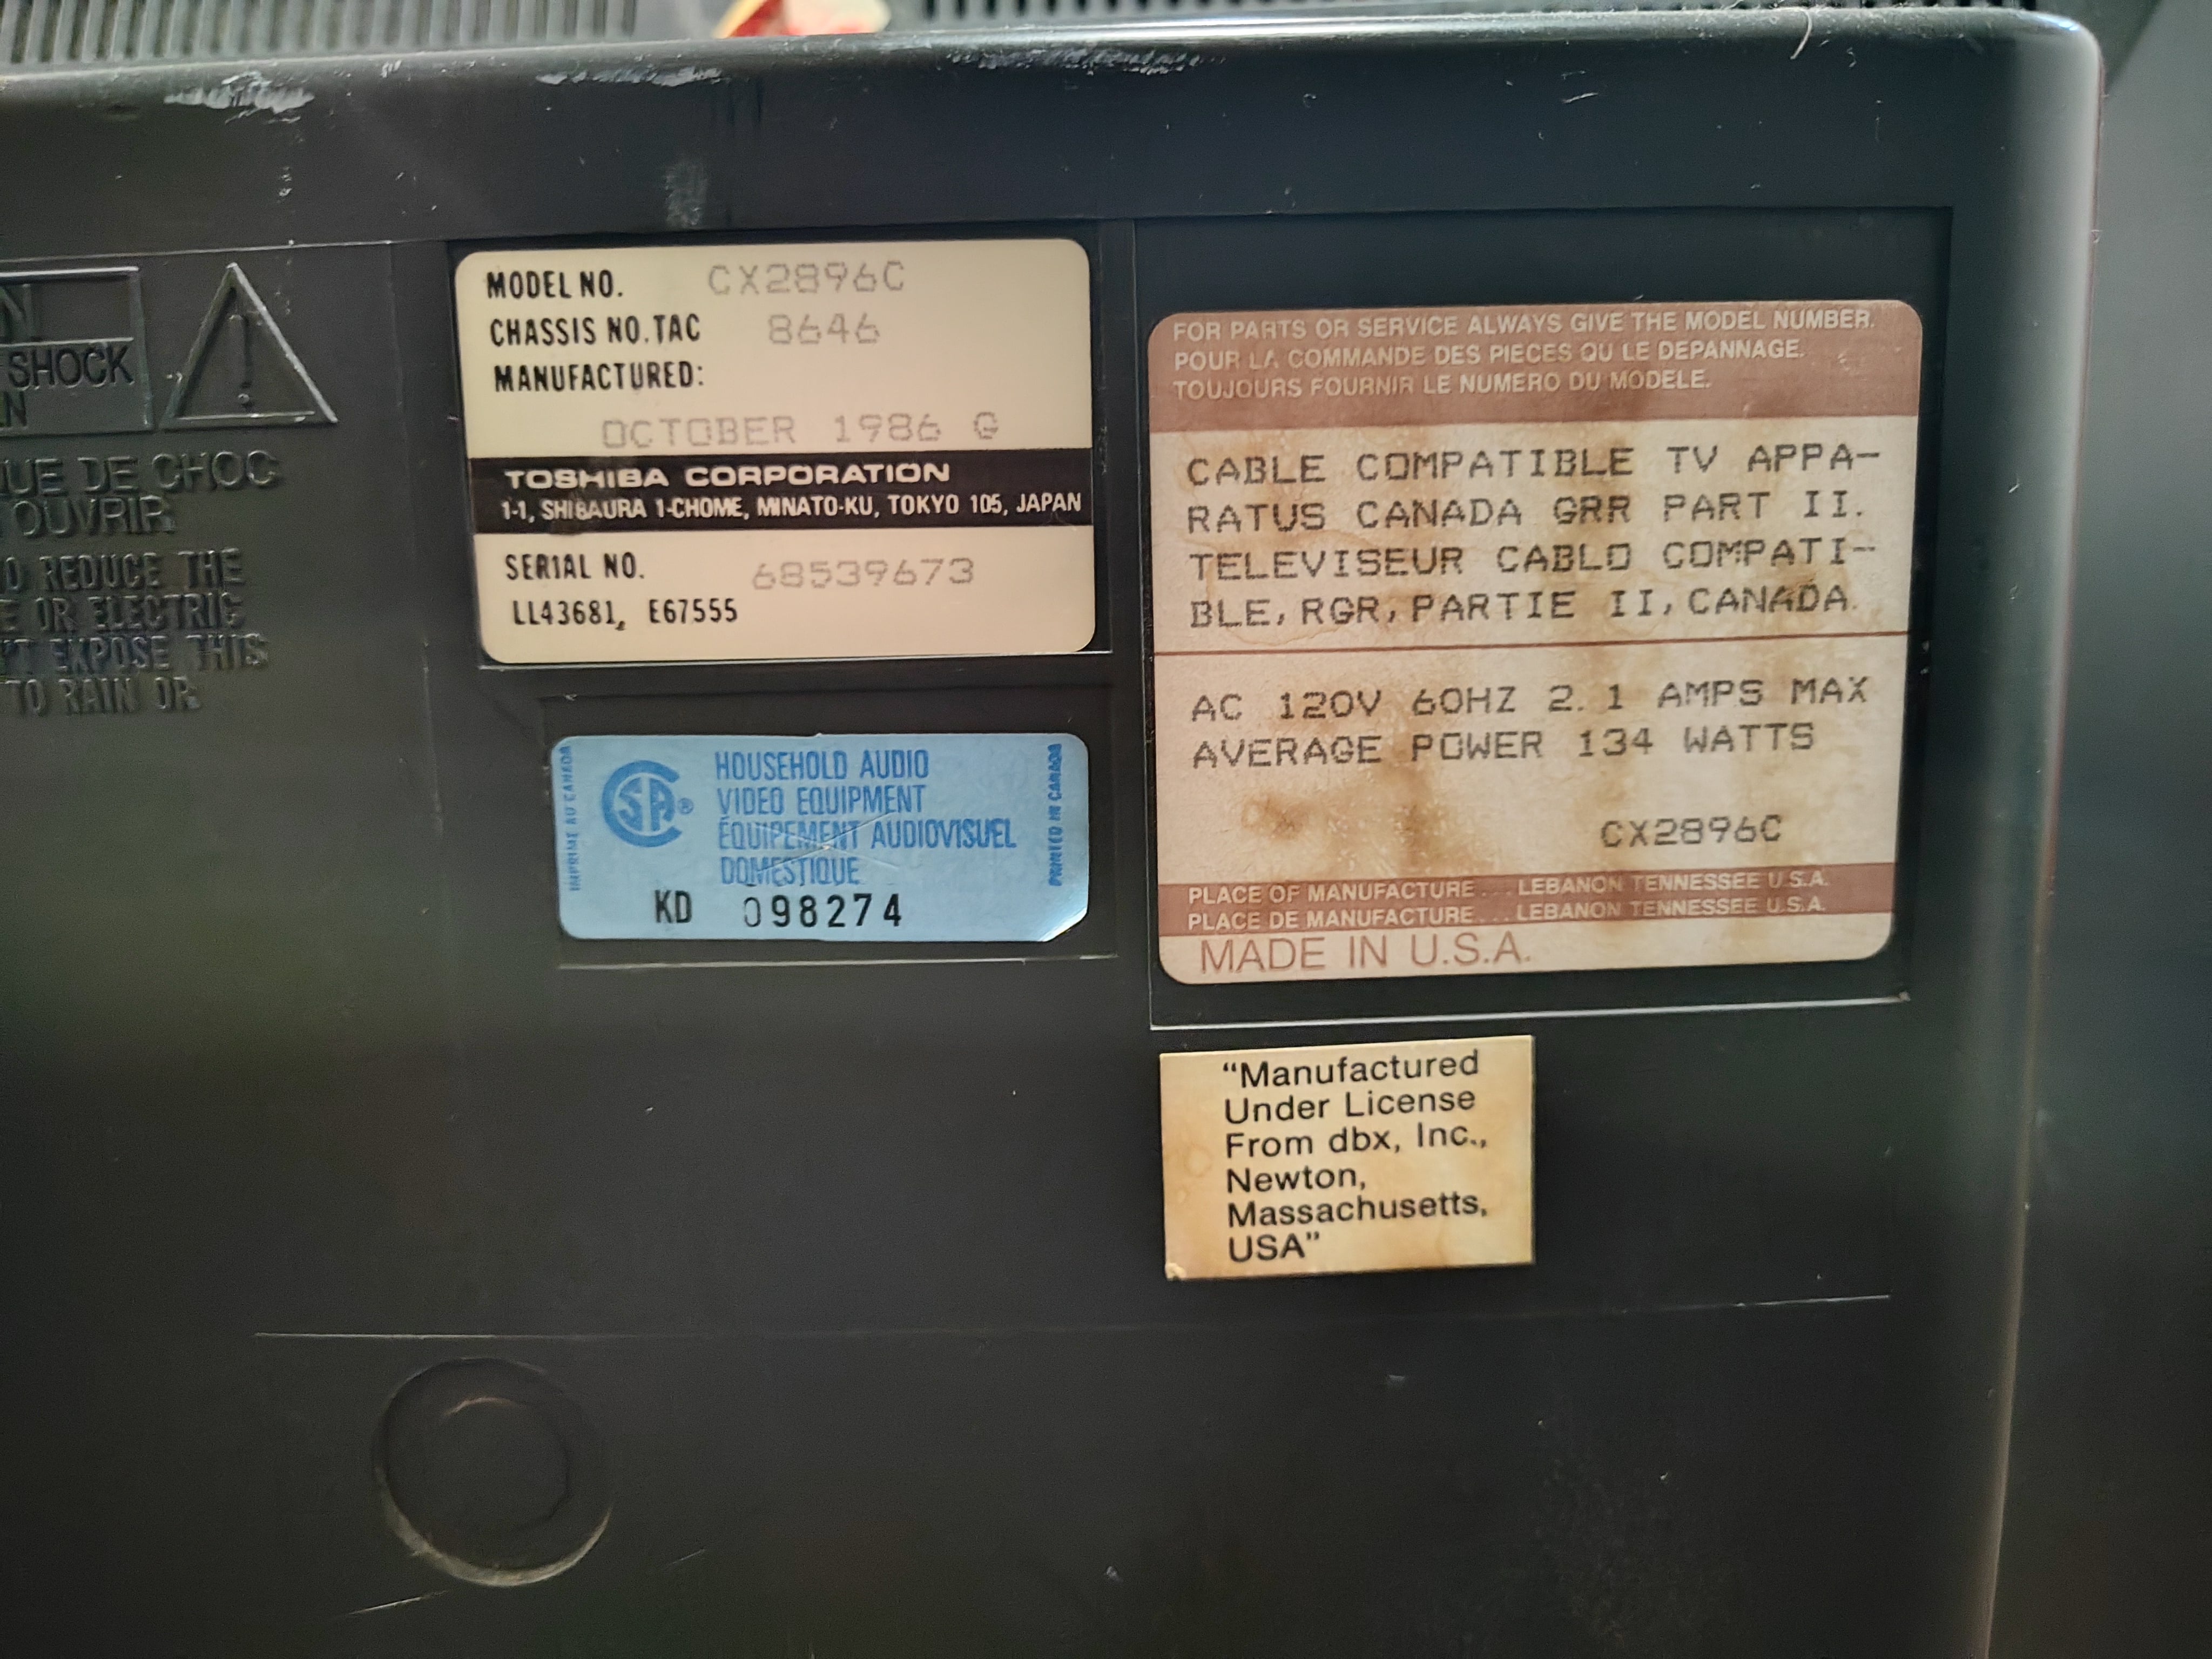 N
SHOCK
EN
UE DE CHOC
OUVRIR
O REDUCE THE
E OR ELECTRIC
'T EXPOSE THIS
TO RAIN OR
MODEL NO. CX2896C
CHASSIS NO. TAC 8646
MANUFACTURED:
OCTOBER 1986 G
TOSHIBA CORPORATION
1-1, SHIBAURA 1-CHOME, MINATO-KU, TOKYO 105, JAPAN
SERIAL NO. 68539673
LL43681, E67555
IMPRIMÉ AU CANADA
CSA®
HOUSEHOLD AUDIO
VIDEO EQUIPMENT
ÉQUIPEMENT AUDIOVISUEL
DOMESTIQUE
KD 098274
PRINTED IN CANADA
FOR PARTS OR SERVICE ALWAYS GIVE THE MODEL NUMBER.
POUR LA COMMANDE DES PIECES OU LE DEPANNAGE.
TOUJOURS FOURNIR LE NUMERO DU MODELE.
CABLE COMPATIBLE TV APPA-
RATUS CANADA GRR PART II.
TELEVISEUR CABLO COMPATI-
BLE, RGR, PARTIE II, CANADA.
AC 120V 60HZ 2.1 AMPS MAX
AVERAGE POWER 134 WATTS
CX2896C
PLACE OF MANUFACTURE... LEBANON TENNESSEE U.S.A.
PLACE DE MANUFACTURE... LEBANON TENNESSEE U.S.A.
MADE IN U.S.A.
“Manufactured
Under License
From dbx, Inc.,
Newton,
Massachusetts,
USA”